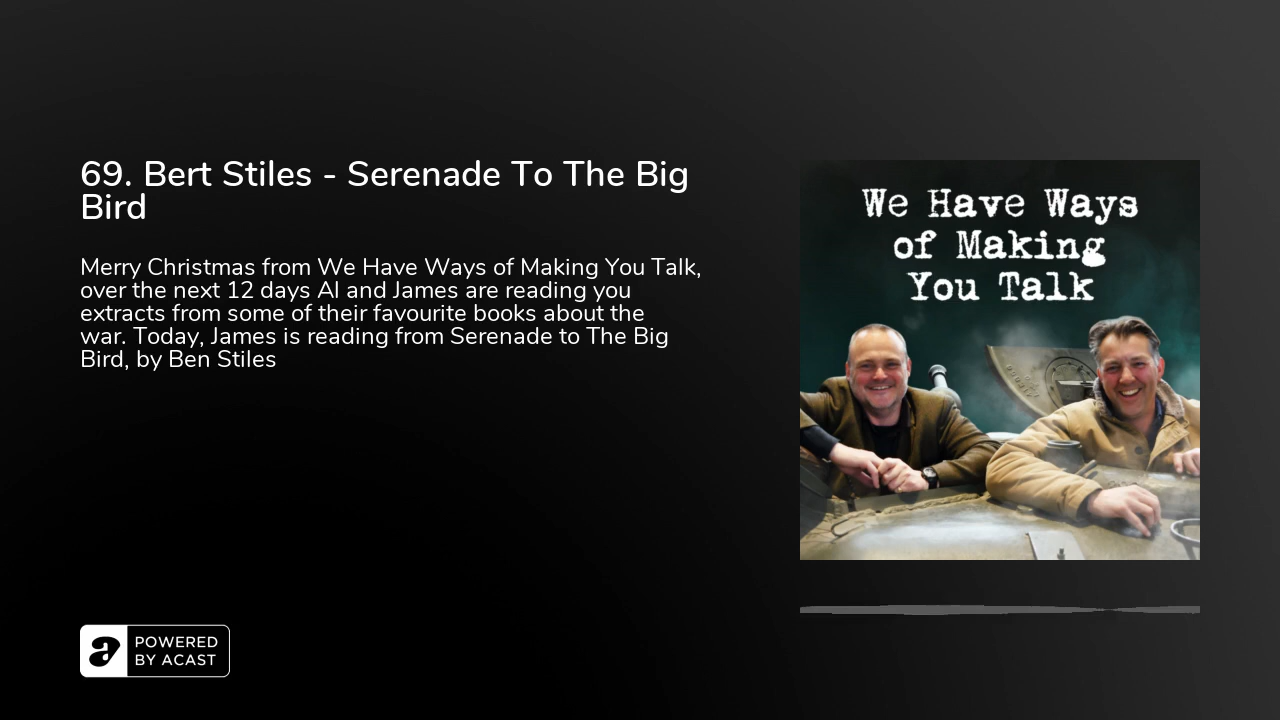 69. Bert Stiles - Serenade To The Big
Bird
Merry Christmas from We Have Ways of Making You Talk,
over the next 12 days Al and James are reading you
extracts from some of their favourite books about the
war. Today, James is reading from Serenade to The Big
Bird, by Ben Stiles
We Have Ways
of Making
You Talk
a POWERED
BY ACAST